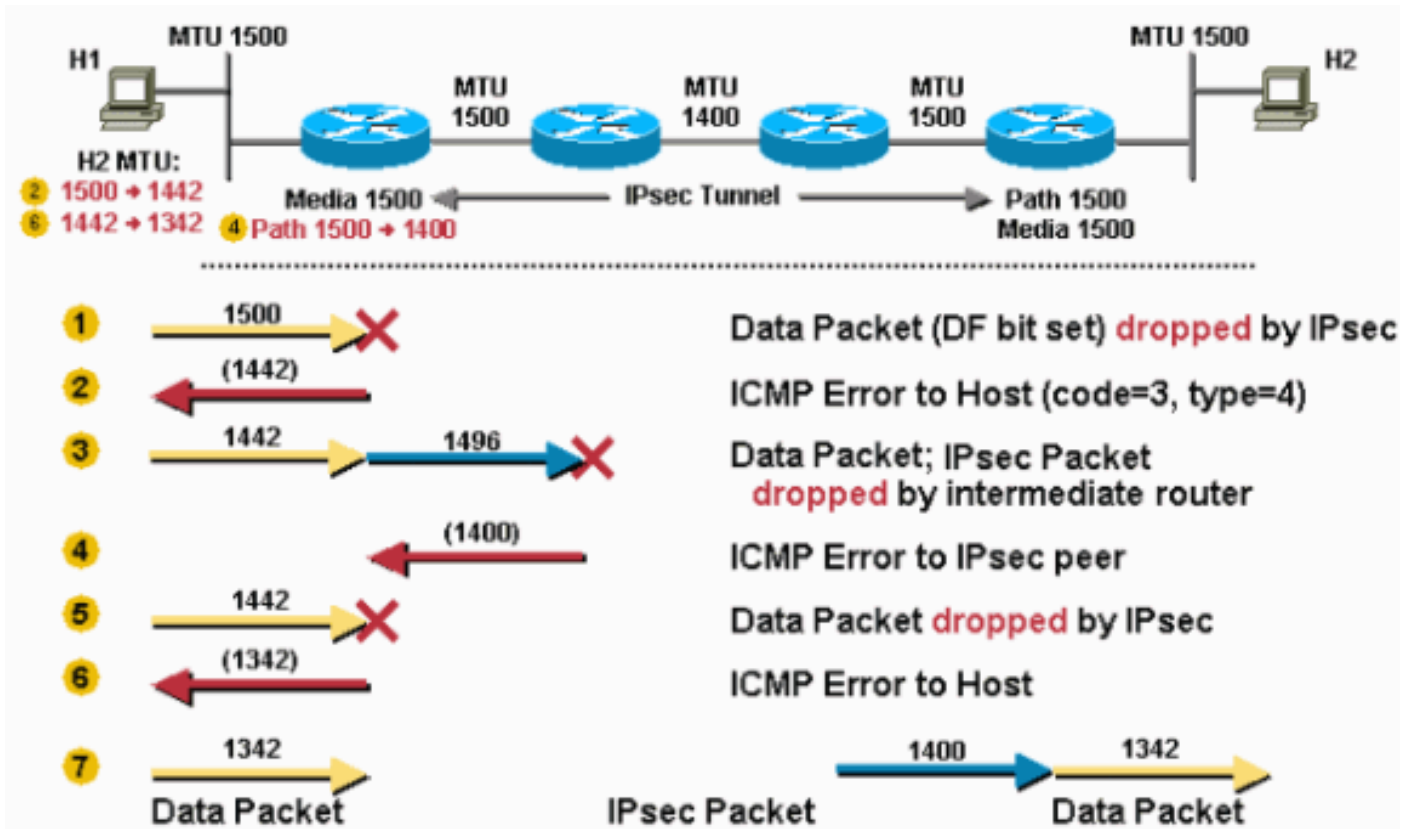 MTU 1500
MTU 1500
H1
H2
MTU
1500
MTU
1400
MTU
1500
H2 MTU:
2 1500 → 1442
6 1442 → 1342
Media 1500
IPsec Tunnel
Path 1500
4 Path 1500 → 1400
Media 1500
1 1500 Data Packet (DF bit set) dropped by IPsec
2 (1442) ICMP Error to Host (code=3, type=4)
3 1442 1496 Data Packet; IPsec Packet
dropped by intermediate router
4 (1400) ICMP Error to IPsec peer
5 1442 Data Packet dropped by IPsec
6 (1342) ICMP Error to Host
7 1342 1400 1342
Data Packet IPsec Packet Data Packet